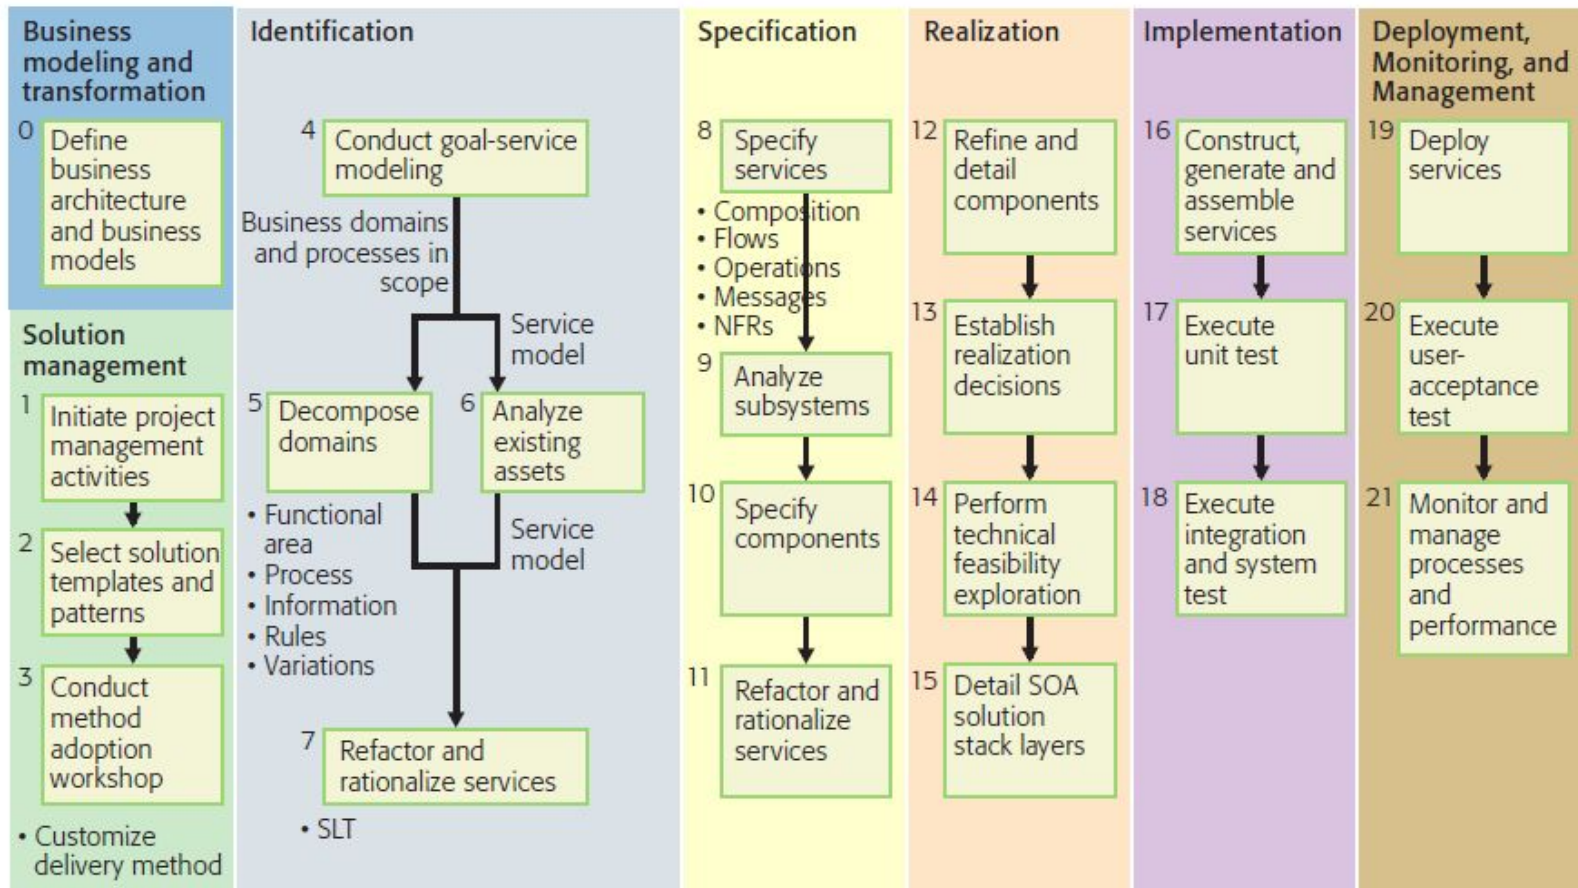 Business
modeling and
transformation
0
Define
business
architecture
and business
models
Solution
management
1
Initiate project
management
activities
2
Select solution
templates and
patterns
3
Conduct
method
adoption
workshop
• Customize
delivery method
Identification
4
Conduct goal-service
modeling
Business domains
and processes in
scope
Service
model
5
Decompose
domains
6
Analyze
existing
assets
• Functional
area
• Process
• Information
• Rules
• Variations
Service
model
7
Refactor and
rationalize services
• SLT
Specification
8
Specify
services
• Composition
• Flows
• Operations
• Messages
• NFRs
9
Analyze
subsystems
10
Specify
components
11
Refactor and
rationalize
services
Realization
12
Refine and
detail
components
13
Establish
realization
decisions
14
Perform
technical
feasibility
exploration
15
Detail SOA
solution
stack layers
Implementation
16
Construct,
generate and
assemble
services
17
Execute
unit test
18
Execute
integration
and system
test
Deployment,
Monitoring, and
Management
19
Deploy
services
20
Execute
user-
acceptance
test
21
Monitor and
manage
processes
and
performance